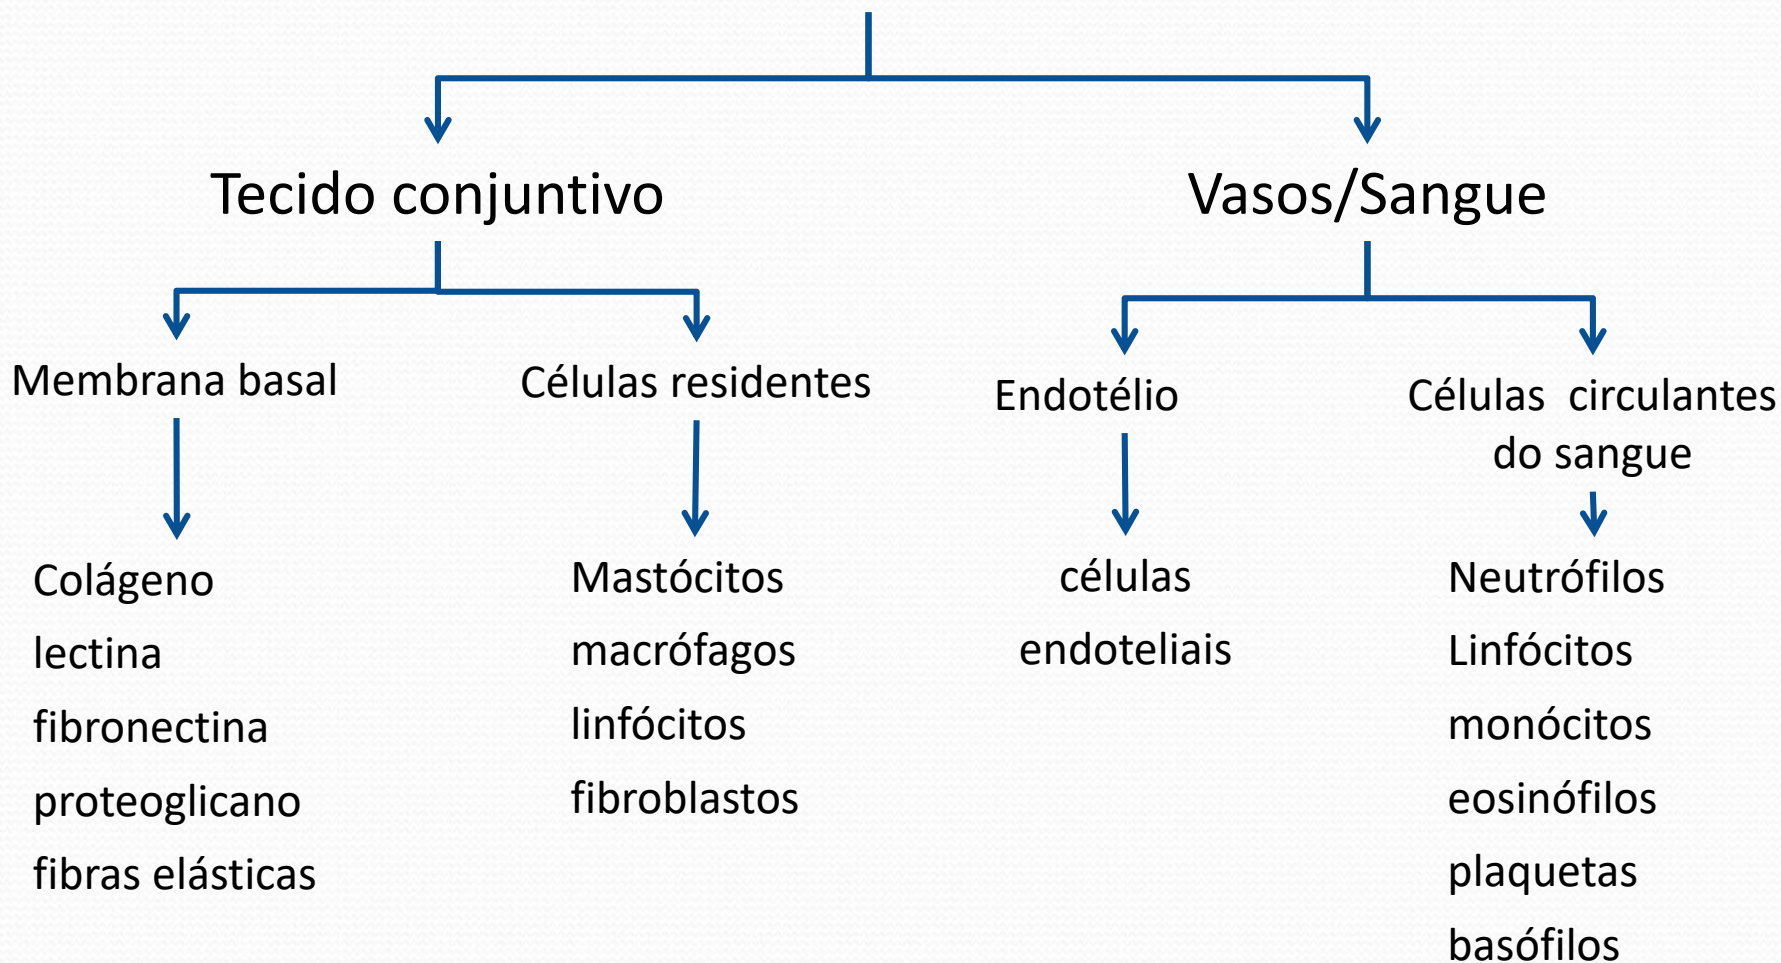 Tecido conjuntivo
Vasos/Sangue
Membrana basal
Células residentes
Endotélio
Células circulantes
do sangue
Colágeno
lectina
fibronectina
proteoglicano
fibras elásticas
Mastócitos
macrófagos
linfócitos
fibroblastos
células
endoteliais
Neutrófilos
Linfócitos
monócitos
eosinófilos
plaquetas
basófilos